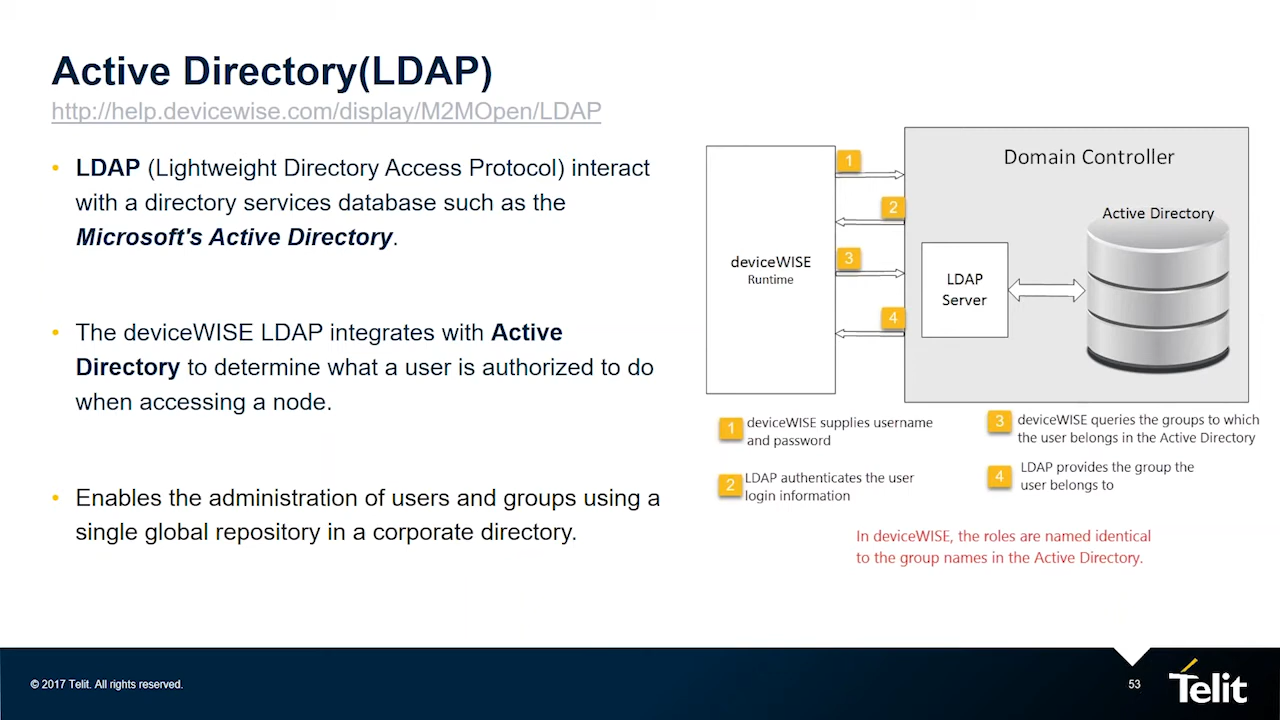 Active Directory(LDAP)
http://help.devicewise.com/display/M2MOpen/LDAP
• LDAP (Lightweight Directory Access Protocol) interact
with a directory services database such as the
Microsoft's Active Directory.
• The deviceWISE LDAP integrates with Active
Directory to determine what a user is authorized to do
when accessing a node.
• Enables the administration of users and groups using a
single global repository in a corporate directory.
deviceWISE
Runtime
1
2
3
4
Domain Controller
LDAP
Server
Active Directory
1 deviceWISE supplies username
and password
2 LDAP authenticates the user
login information
3 deviceWISE queries the groups to which
the user belongs in the Active Directory
4 LDAP provides the group the
user belongs to
In deviceWISE, the roles are named identical
to the group names in the Active Directory.
© 2017 Telit. All rights reserved.
53
Telit